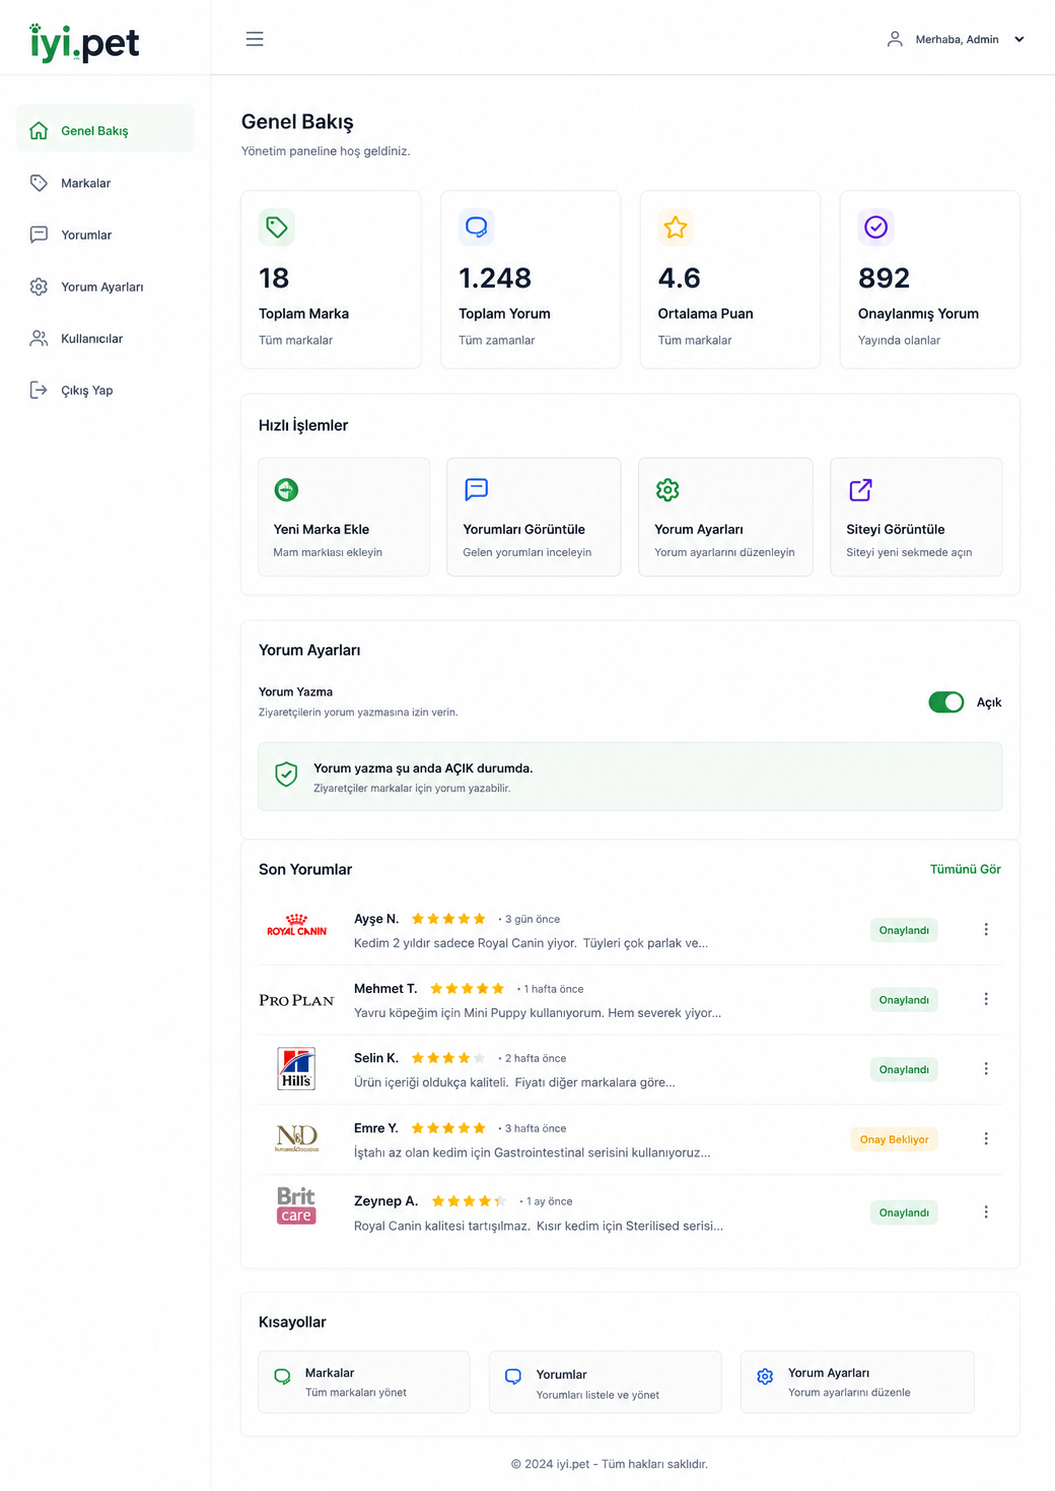 iyi.pet
Merhaba, Admin
Genel Bakış
Markalar
Yorumlar
Yorum Ayarları
Kullanıcılar
Çıkış Yap
Genel Bakış
Yönetim paneline hoş geldiniz.
18
Toplam Marka
Tüm markalar
1.248
Toplam Yorum
Tüm zamanlar
4.6
Ortalama Puan
Tüm markalar
892
Onaylanmış Yorum
Yayında olanlar
Hızlı İşlemler
Yeni Marka Ekle
Mam markası ekleyin
Yorumları Görüntüle
Gelen yorumları inceleyin
Yorum Ayarları
Yorum ayarlarını düzenleyin
Siteyi Görüntüle
Siteyi yeni sekmede açın
Yorum Ayarları
Yorum Yazma
Ziyaretçilerin yorum yazmasına izin verin.
Açık
Yorum yazma şu anda AÇIK durumda.
Ziyaretçiler markalar için yorum yazabilir.
Son Yorumlar
Tümünü Gör
ROYAL CANIN
Ayşe N. • 3 gün önce
Kedim 2 yıldır sadece Royal Canin yiyor. Tüyleri çok parlak ve...
Onaylandı
PRO PLAN
Mehmet T. • 1 hafta önce
Yavru köpeğim için Mini Puppy kullanıyorum. Hem severek yiyor...
Onaylandı
Hill's
Selin K. • 2 hafta önce
Ürün içeriği oldukça kaliteli. Fiyatı diğer markalara göre...
Onaylandı
N&D
Emre Y. • 3 hafta önce
İştahı az olan kedim için Gastrointestinal serisini kullanıyoruz...
Onay Bekliyor
Brit
care
Zeynep A. • 1 ay önce
Royal Canin kalitesi tartışılmaz. Kısır kedim için Sterilised serisi...
Onaylandı
Kısayollar
Markalar
Tüm markaları yönet
Yorumlar
Yorumları listele ve yönet
Yorum Ayarları
Yorum ayarlarını düzenle
© 2024 iyi.pet - Tüm hakları saklıdır.